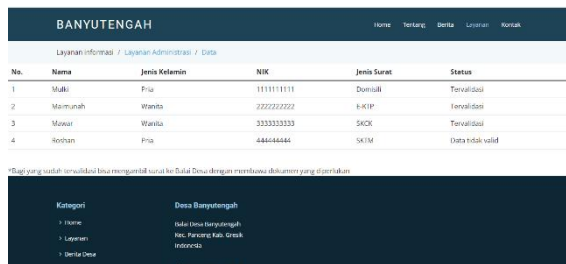 BANYUTENGAH
Home Tentang Berita Layanan Kontak
Layanan Informasi / Layanan Administrasi / Data
No. Nama Jenis Kelamin NIK Jenis Surat Status
1 Mulki Pria 1111111111 Domisili Tervalidasi
2 Maimunah Wanita 2222222222 E-KTP Tervalidasi
3 Mawar Wanita 3333333333 SKCK Tervalidasi
4 Roshan Pria 444444444 SKTM Data tidak valid
*Bagi yang sudah tervalidasi bisa mengambil surat ke Balai Desa dengan membawa dokumen yang diperlukan
Kategori
> Home
> Layanan
> Berita Desa
Desa Banyutengah
Balai Desa Banyutengah
Kec. Panceng Kab. Gresik
Indonesia